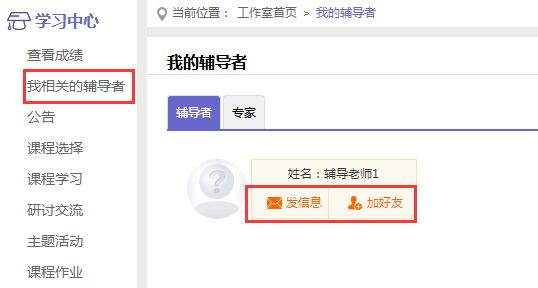 学习中心
查看成绩
我相关的辅导者
公告
课程选择
课程学习
研讨交流
主题活动
课程作业
当前位置： 工作室首页 > 我的辅导者
我的辅导者
辅导者 专家
姓名：辅导老师1
发信息 加好友